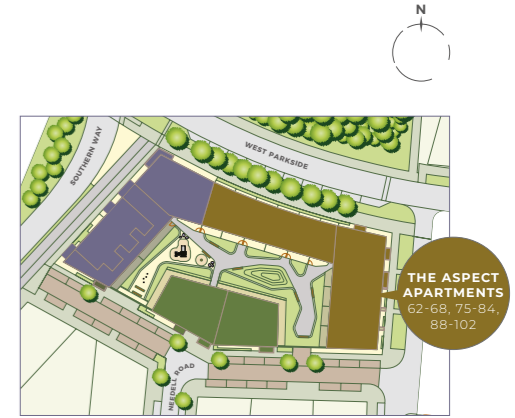 N
SOUTHERN WAY
WEST PARKSIDE
THE ASPECT
APARTMENTS
62-68, 75-84,
88-102
NEEDELL ROAD